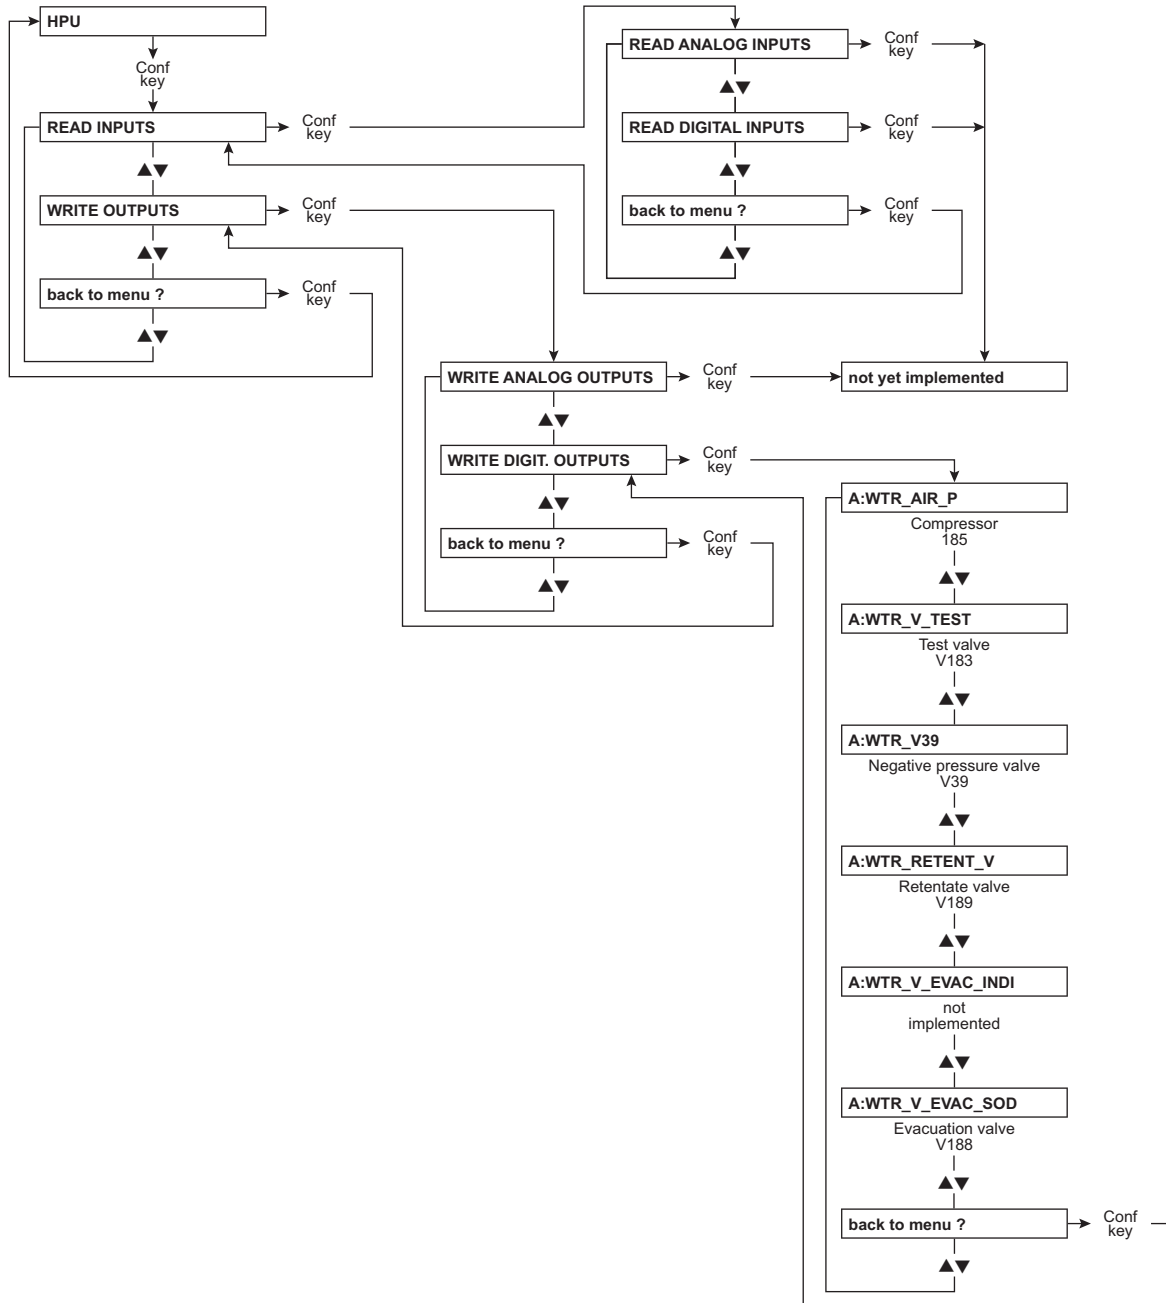 HPU
Conf
key
READ INPUTS
Conf
key
WRITE OUTPUTS
Conf
key
back to menu ?
Conf
key
READ ANALOG INPUTS
Conf
key
READ DIGITAL INPUTS
Conf
key
back to menu ?
Conf
key
WRITE ANALOG OUTPUTS
Conf
key
not yet implemented
WRITE DIGIT. OUTPUTS
Conf
key
back to menu ?
Conf
key
A:WTR_AIR_P
Compressor
185
A:WTR_V_TEST
Test valve
V183
A:WTR_V39
Negative pressure valve
V39
A:WTR_RETENT_V
Retentate valve
V189
A:WTR_V_EVAC_INDI
not
implemented
A:WTR_V_EVAC_SOD
Evacuation valve
V188
back to menu ?
Conf
key